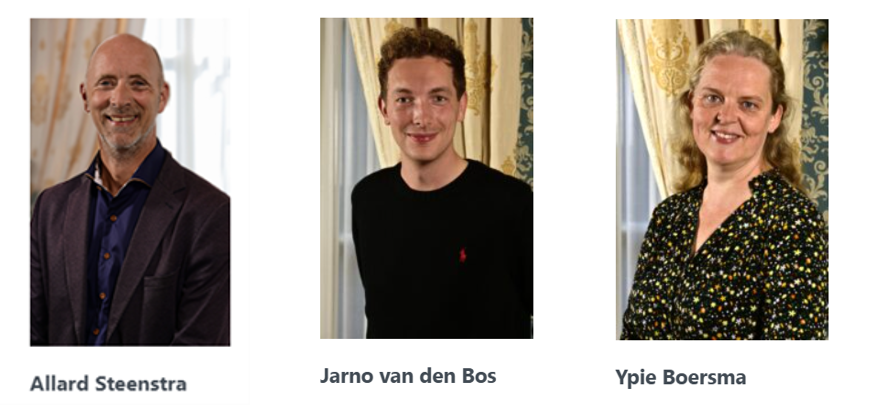 Allard Steenstra
Jarno van den Bos
Ypie Boersma